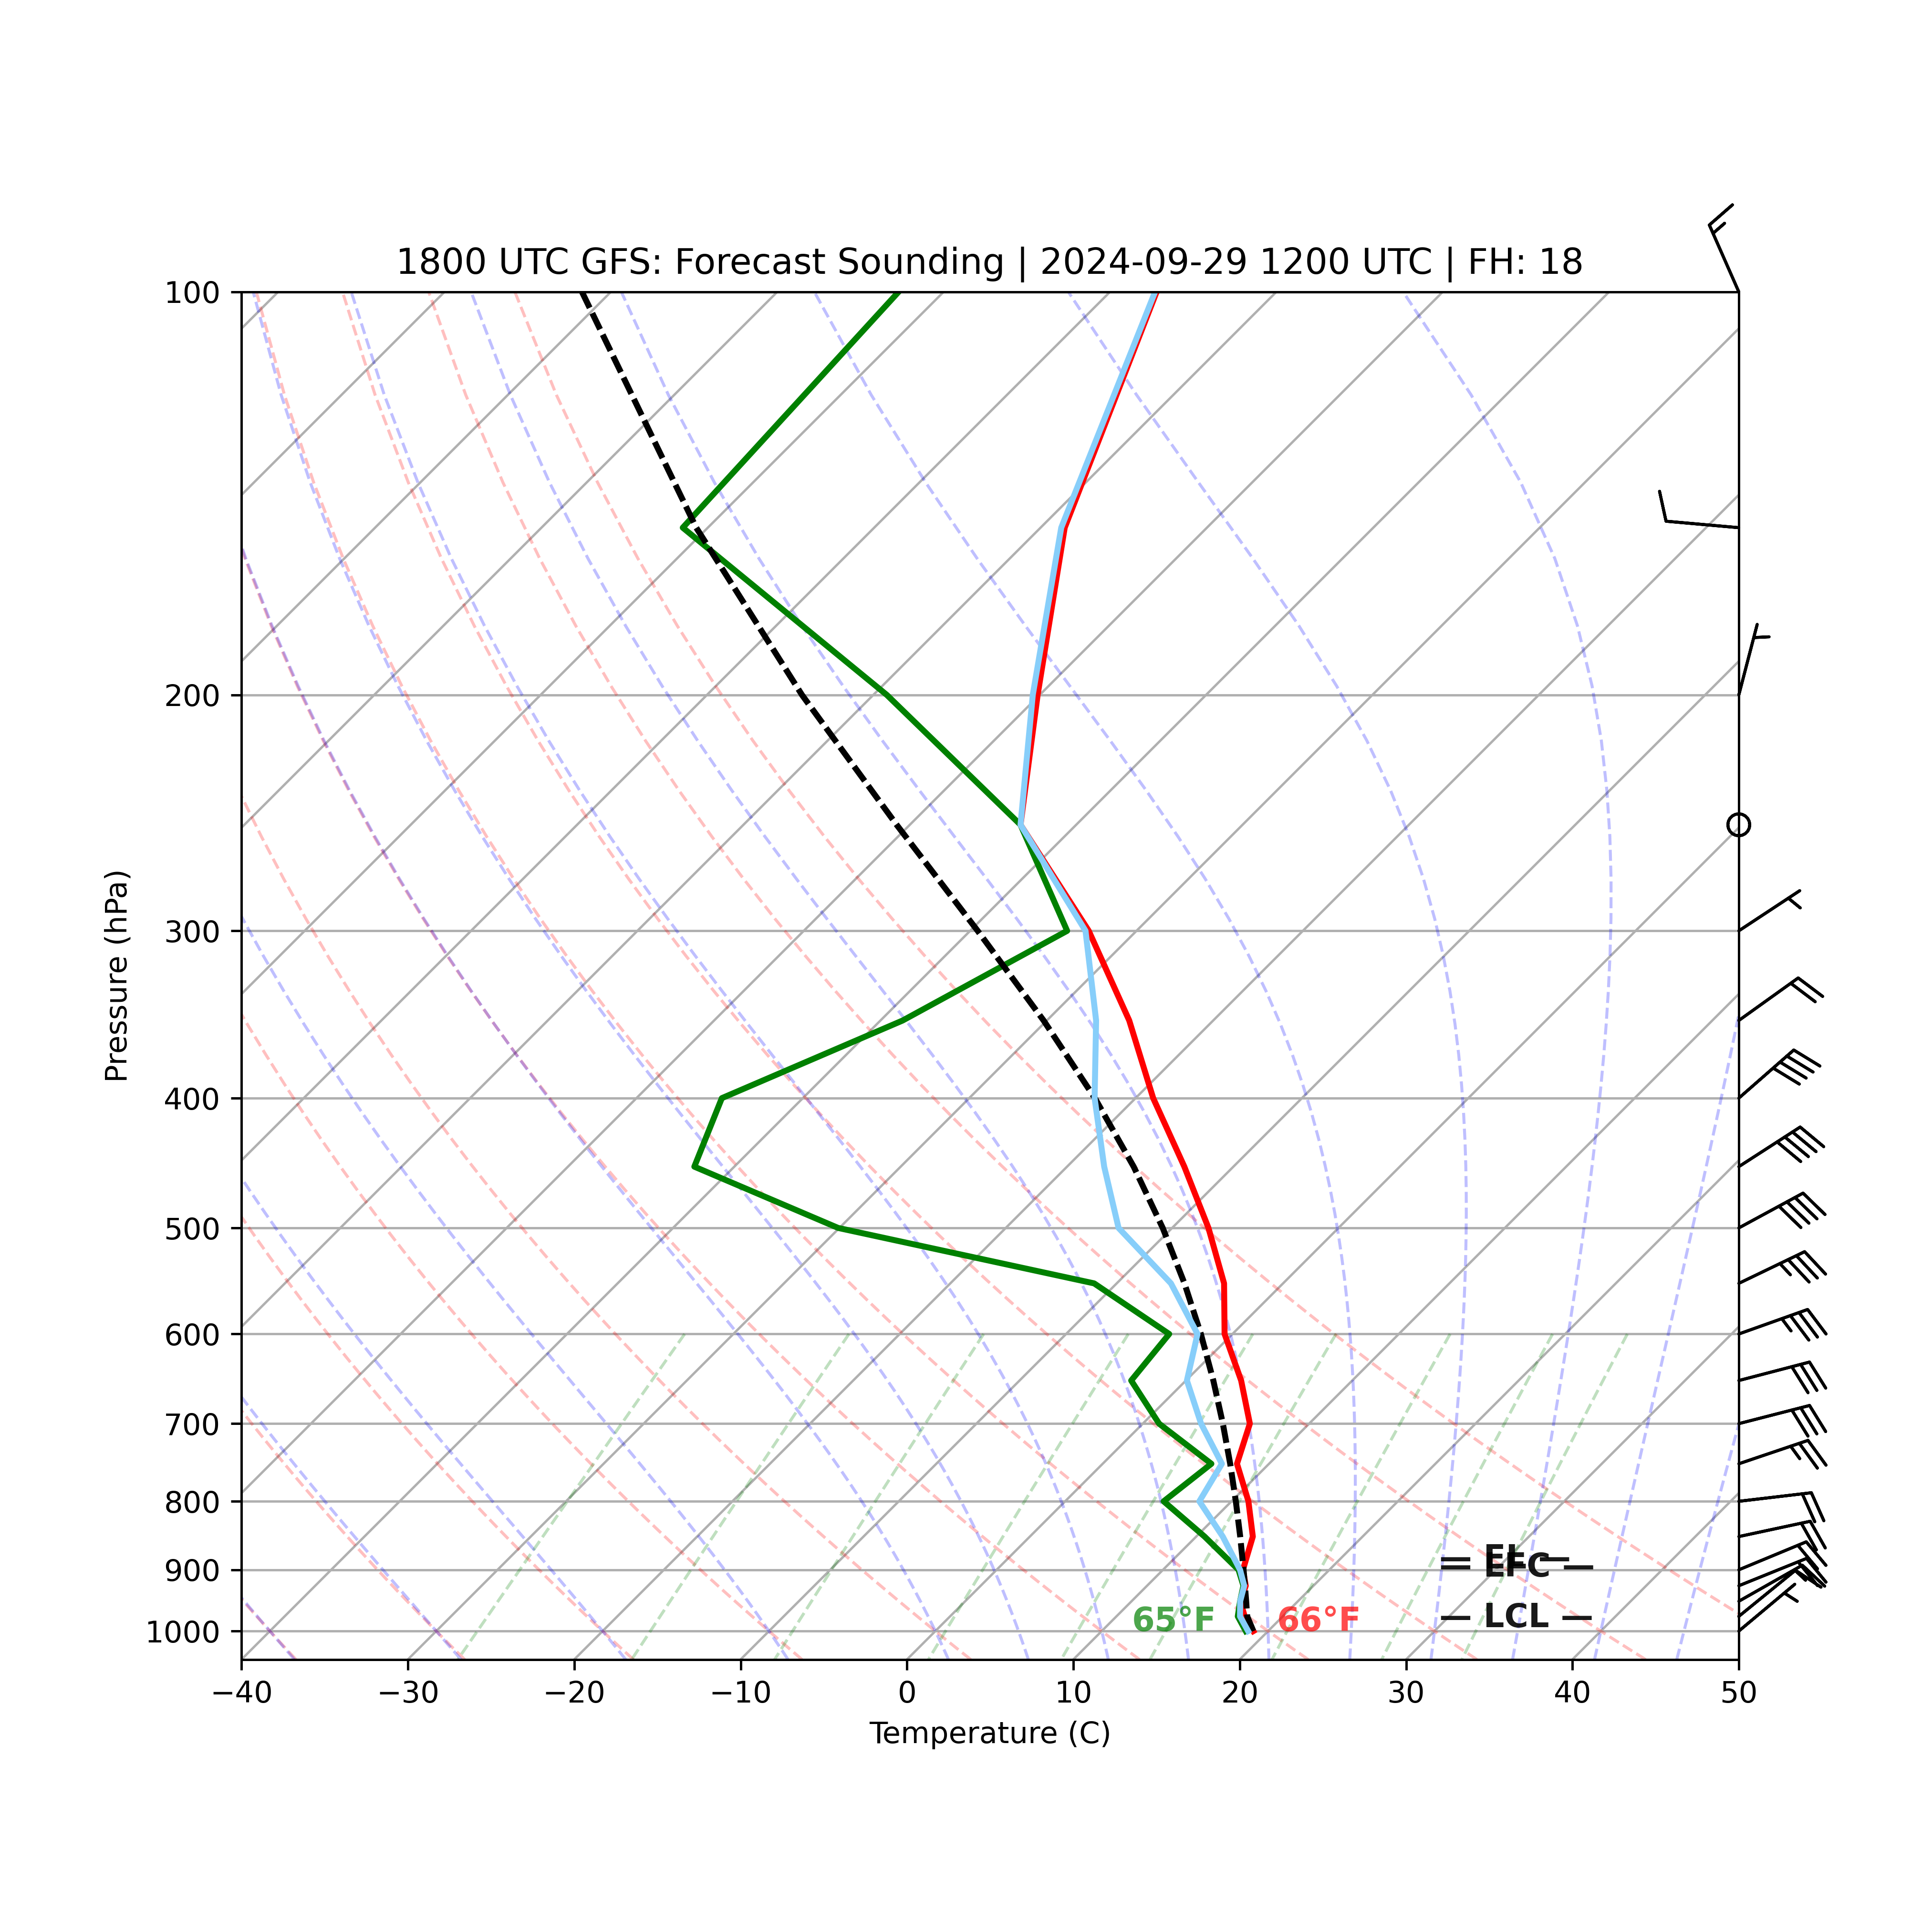 1800 UTC GFS: Forecast Sounding | 2024-09-29 1200 UTC | FH: 18
100
200
300
400
500
600
700
800
900
1000
Pressure (hPa)
EL
LFC
LCL
65°F
66°F
−40 −30 −20 −10 0 10 20 30 40 50
Temperature (C)